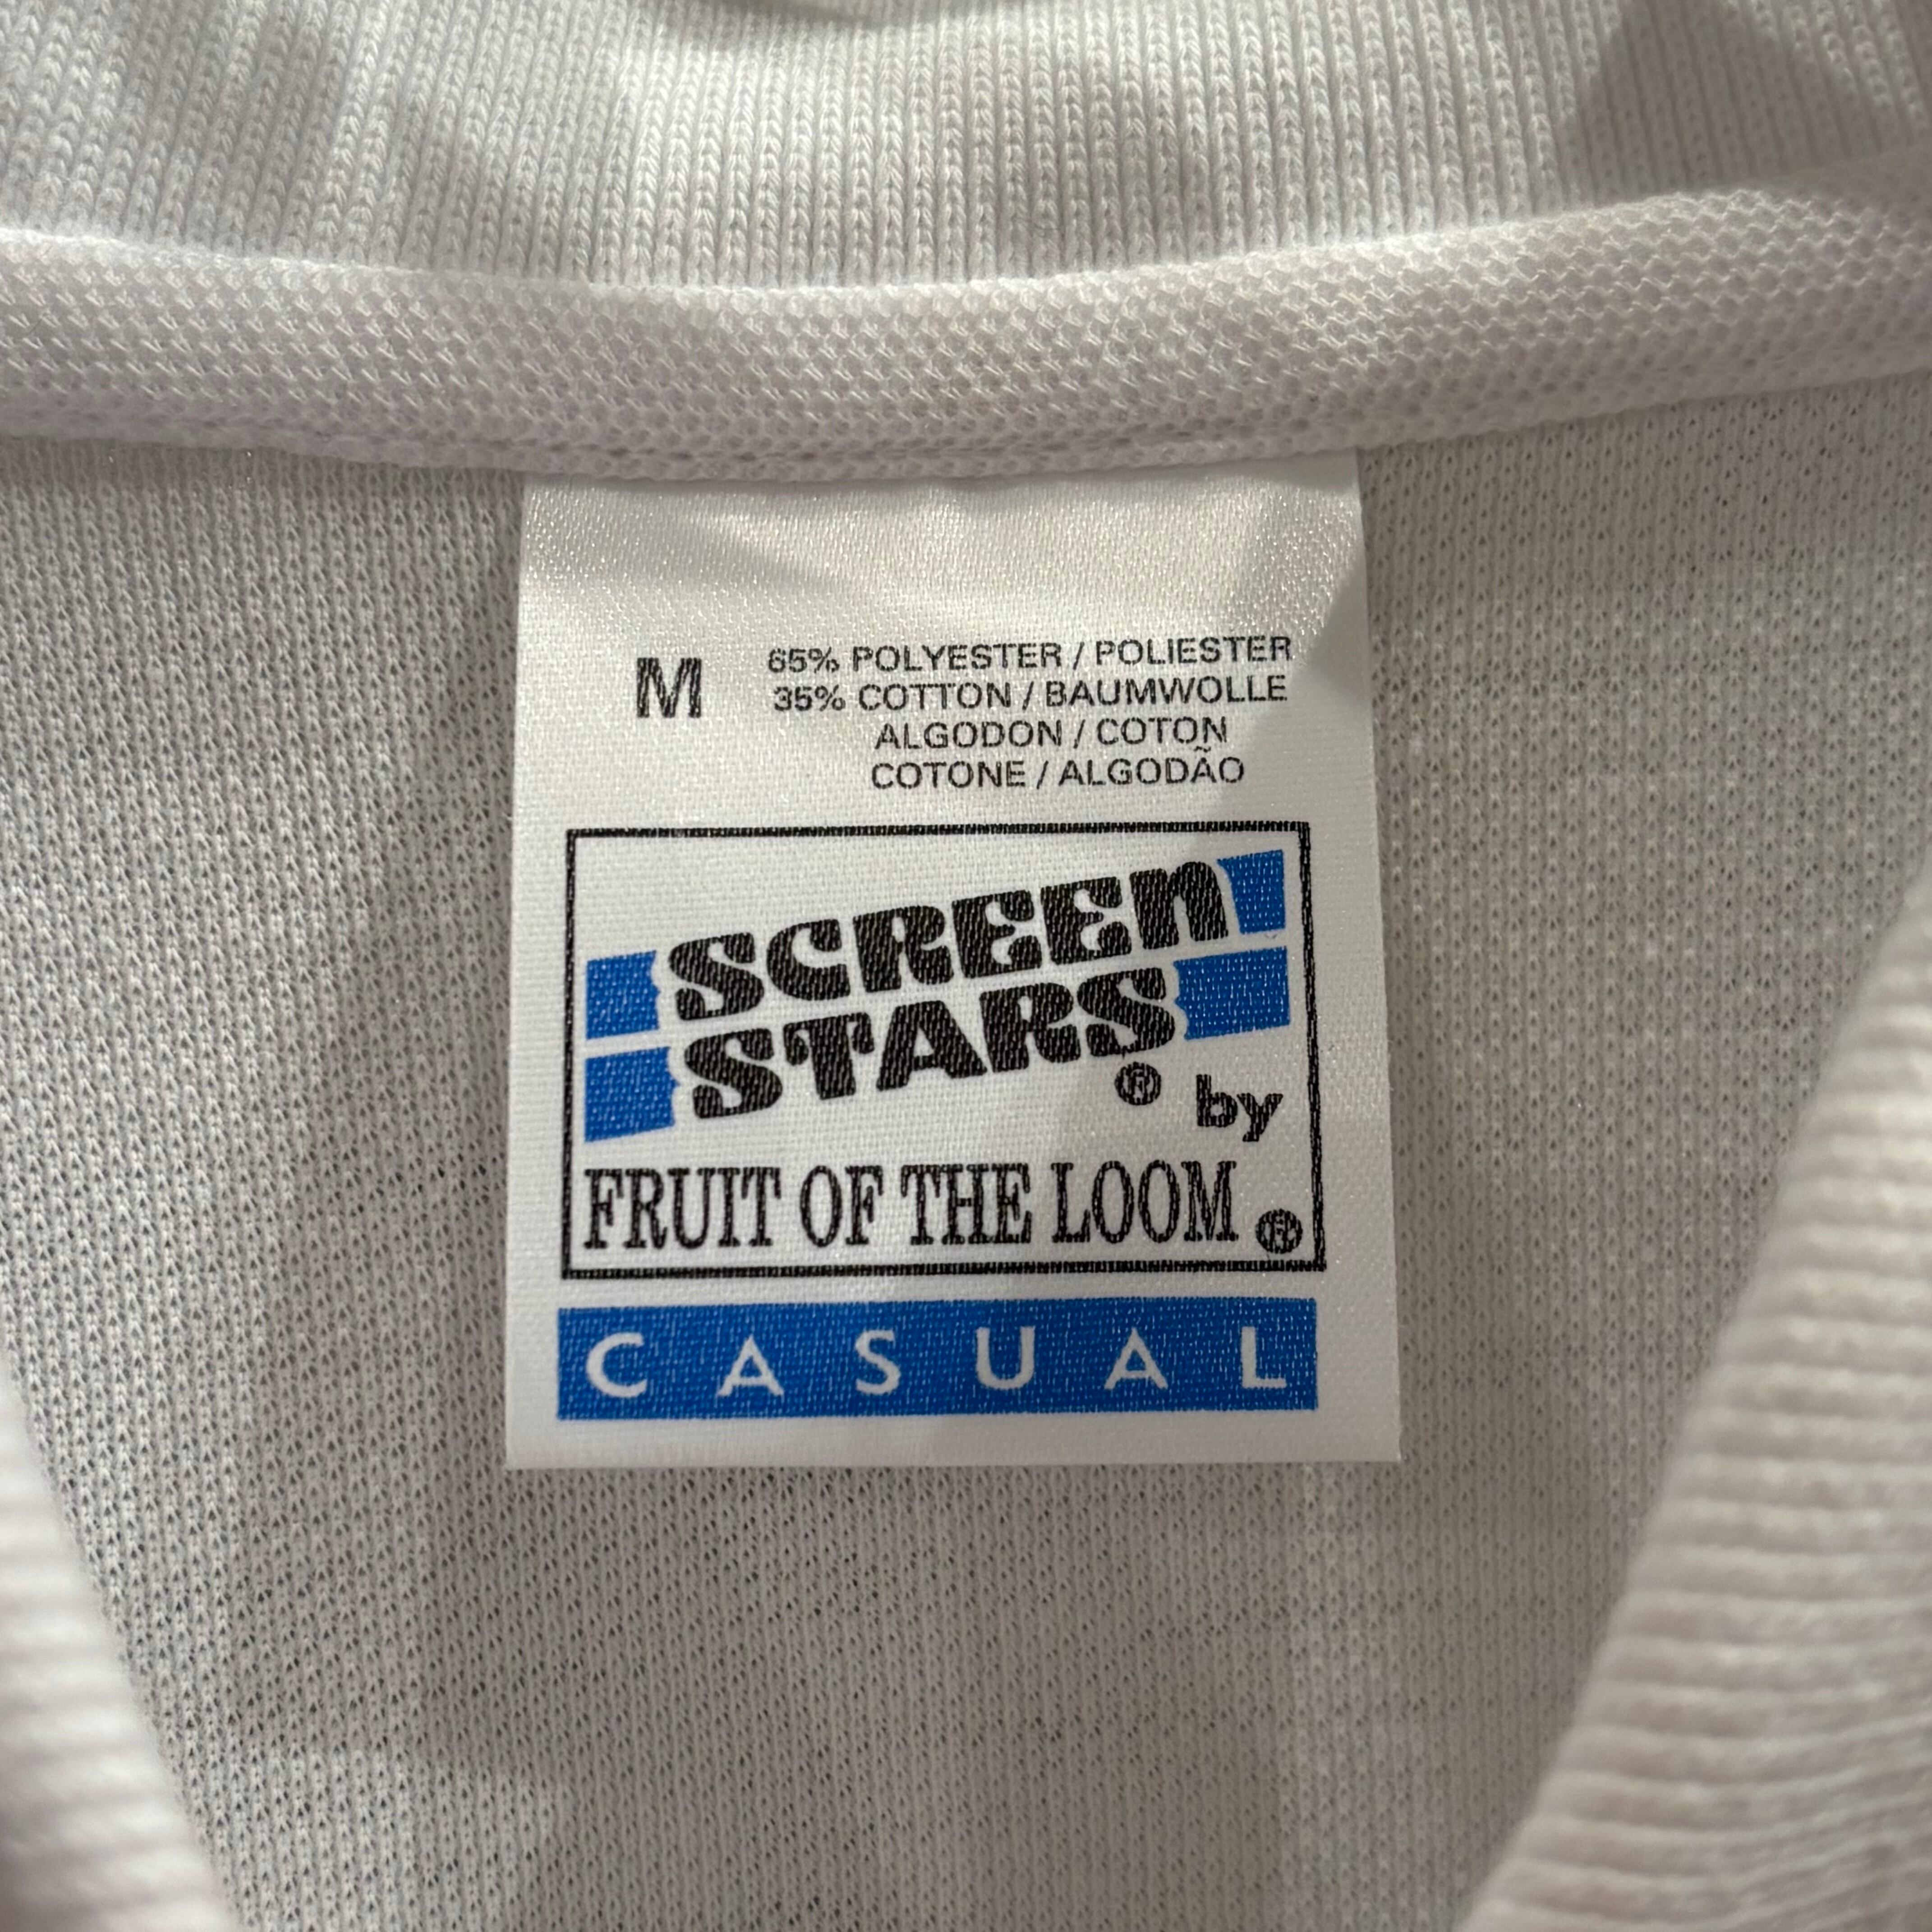 M
65% POLYESTER / POLIESTER
35% COTTON / BAUMWOLLE
ALGODON / COTON
COTONE / ALGODÃO
SCREEN
STARS
® by
FRUIT OF THE LOOM ®
CASUAL